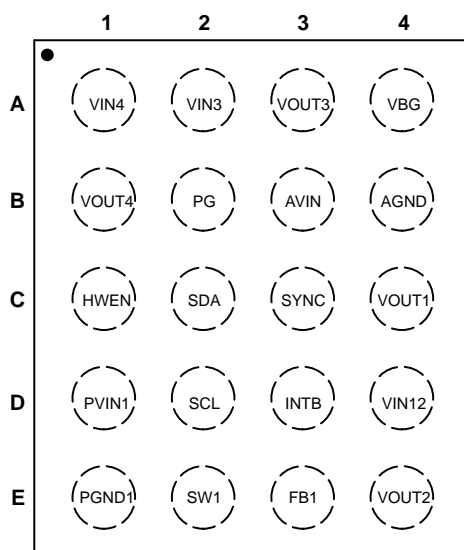 1 2 3 4
A VIN4 VIN3 VOUT3 VBG
B VOUT4 PG AVIN AGND
C HWEN SDA SYNC VOUT1
D PVIN1 SCL INTB VIN12
E PGND1 SW1 FB1 VOUT2